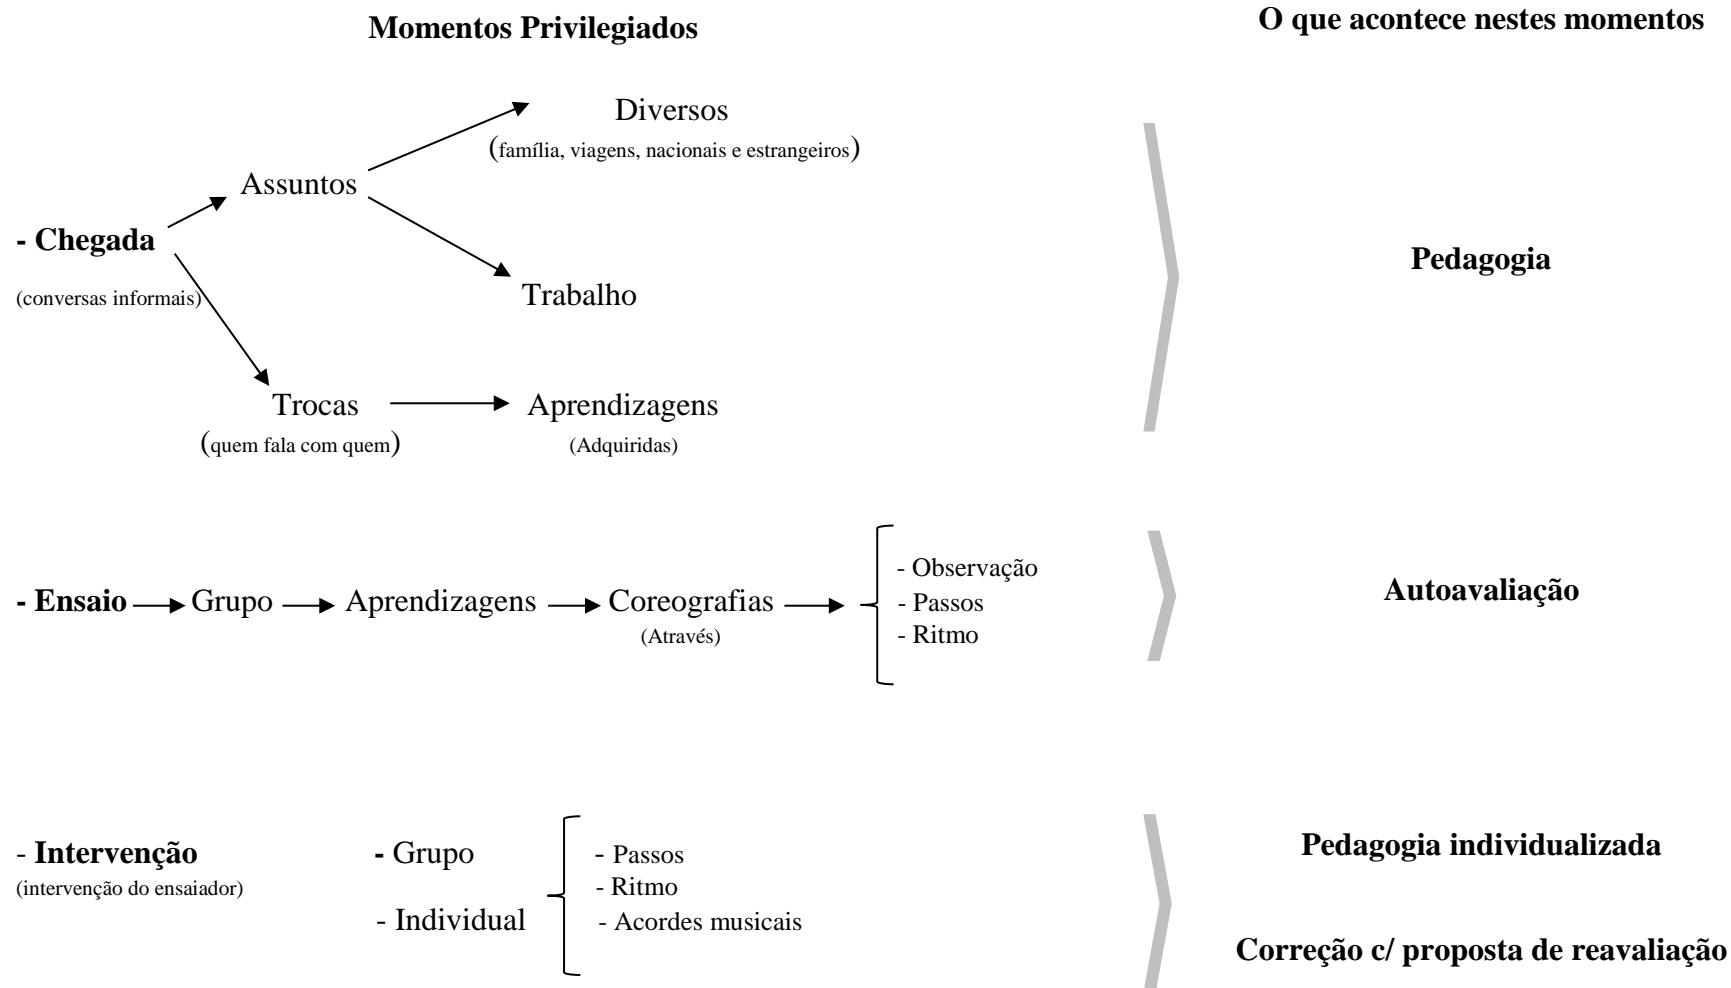 Momentos Privilegiados
O que acontece nestes momentos
Diversos
(família, viagens, nacionais e estrangeiros)
Assuntos
- Chegada
(conversas informais)
Trabalho
Trocas
(quem fala com quem)
Aprendizagens
(Adquiridas)
Pedagogia
- Ensaio
Grupo
Aprendizagens
Coreografias
(Através)
- Observação
- Passos
- Ritmo
Autoavaliação
- Intervenção
(intervenção do ensaiador)
- Grupo
- Individual
- Passos
- Ritmo
- Acordes musicais
Pedagogia individualizada
Correção c/ proposta de reavaliação